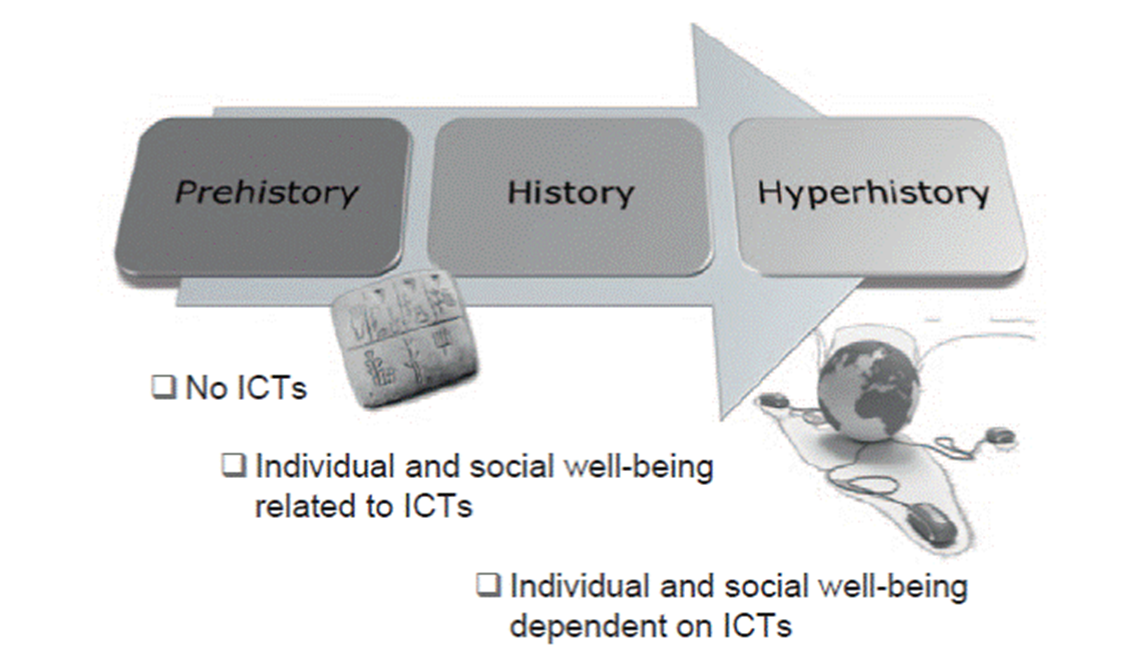 Prehistory
History
Hyperhistory
❑ No ICTs
❑ Individual and social well-being
related to ICTs
❑ Individual and social well-being
dependent on ICTs